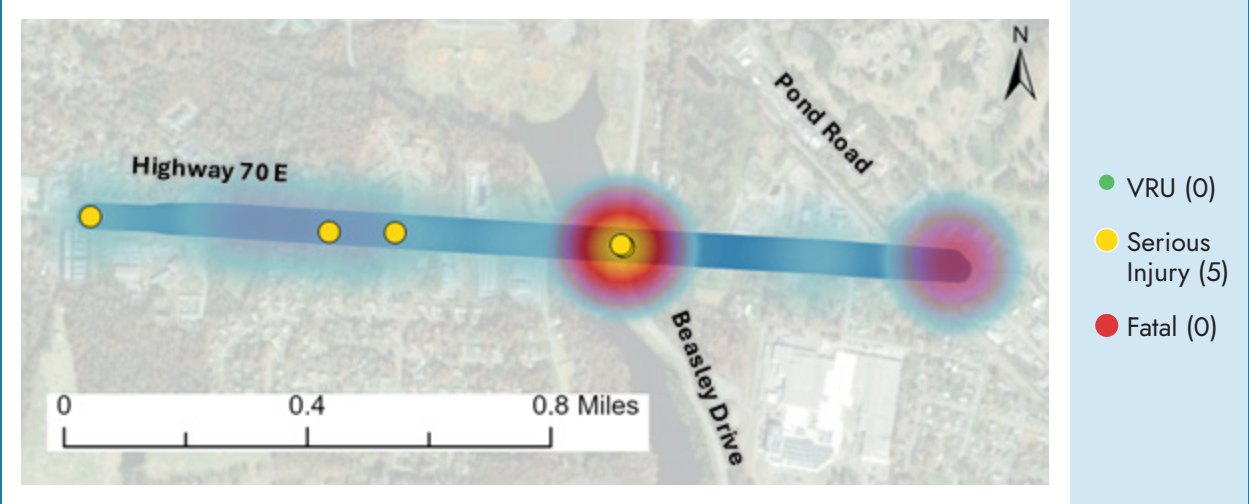 N
Pond Road
Highway 70 E
Beasley Drive
0 0.4 0.8 Miles
VRU (0)
Serious
Injury (5)
Fatal (0)